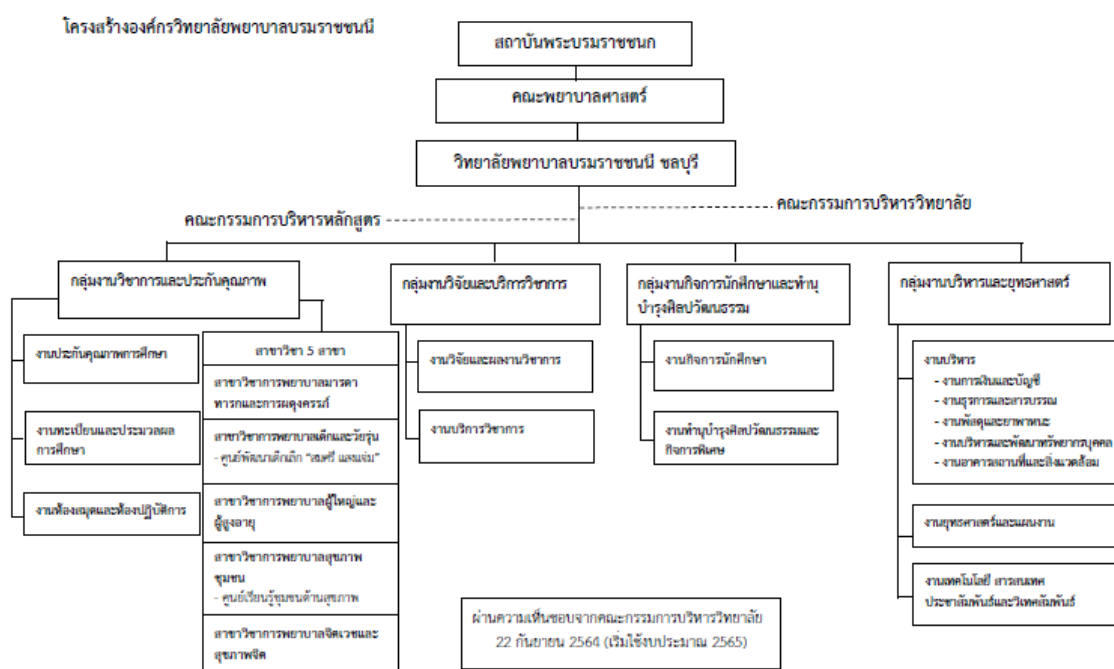 โครงสร้างองค์กรวิทยาลัยพยาบาลบรมราชชนนี
สถาบันพระบรมราชชนก
คณะพยาบาลศาสตร์
วิทยาลัยพยาบาลบรมราชชนนี ชลบุรี
คณะกรรมการบริหารหลักสูตร
คณะกรรมการบริหารวิทยาลัย
กลุ่มงานวิชาการและประกันคุณภาพ
งานประกันคุณภาพการศึกษา
งานทะเบียนและประมวลผล
การศึกษา
งานห้องสมุดและห้องปฏิบัติการ
สาขาวิชา 5 สาขา
สาขาวิชาการพยาบาลมารดา
ทารกและการผดุงครรภ์
สาขาวิชาการพยาบาลเด็กและวัยรุ่น
- ศูนย์พัฒนาเด็กเล็ก "สมศรี แสงแจ่ม"
สาขาวิชาการพยาบาลผู้ใหญ่และ
ผู้สูงอายุ
สาขาวิชาการพยาบาลสุขภาพ
ชุมชน
- ศูนย์เรียนรู้ชุมชนด้านสุขภาพ
สาขาวิชาการพยาบาลจิตเวชและ
สุขภาพจิต
กลุ่มงานวิจัยและบริการวิชาการ
งานวิจัยและผลงานวิชาการ
งานบริการวิชาการ
กลุ่มงานกิจการนักศึกษาและทำนุ
บำรุงศิลปวัฒนธรรม
งานกิจการนักศึกษา
งานทำนุบำรุงศิลปวัฒนธรรมและ
กิจการพิเศษ
กลุ่มงานบริหารและยุทธศาสตร์
งานบริหาร
- งานการเงินและบัญชี
- งานธุรการและสารบรรณ
- งานพัสดุและยาพาหนะ
- งานบริหารและพัฒนาทรัพยากรบุคคล
- งานอาคารสถานที่และสิ่งแวดล้อม
งานยุทธศาสตร์และแผนงาน
งานเทคโนโลยี สารสนเทศ
ประชาสัมพันธ์และวิเทศสัมพันธ์
ผ่านความเห็นชอบจากคณะกรรมการบริหารวิทยาลัย
22 กันยายน 2564 (เริ่มใช้งบประมาณ 2565)